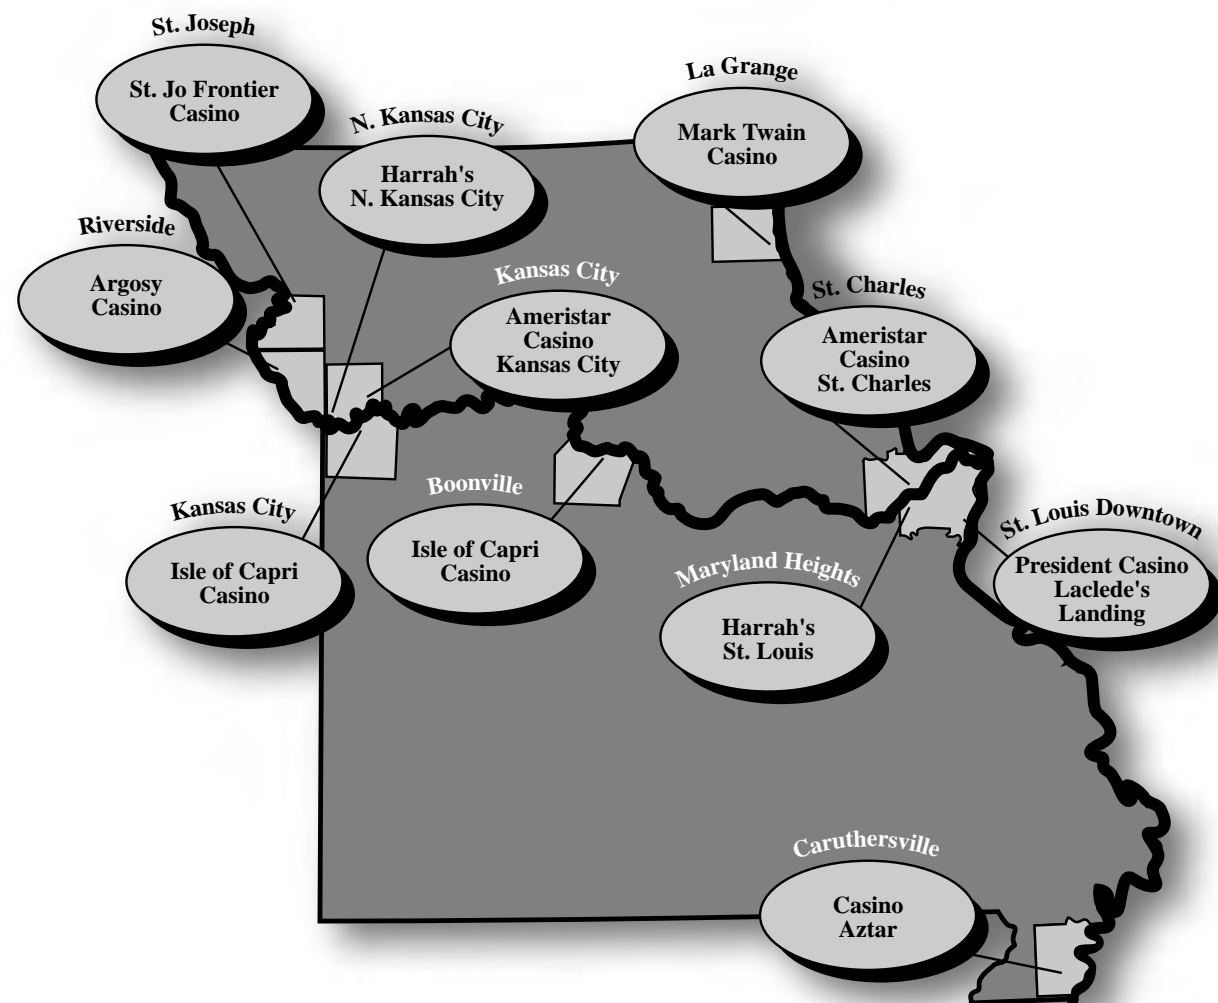 St. Joseph
St. Jo Frontier
Casino
La Grange
Mark Twain
Casino
N. Kansas City
Harrah's
N. Kansas City
Riverside
Argosy
Casino
Kansas City
Ameristar
Casino
Kansas City
St. Charles
Ameristar
Casino
St. Charles
Kansas City
Isle of Capri
Casino
Boonville
Isle of Capri
Casino
Maryland Heights
Harrah's
St. Louis
St. Louis Downtown
President Casino
Laclede's
Landing
Caruthersville
Casino
Aztar